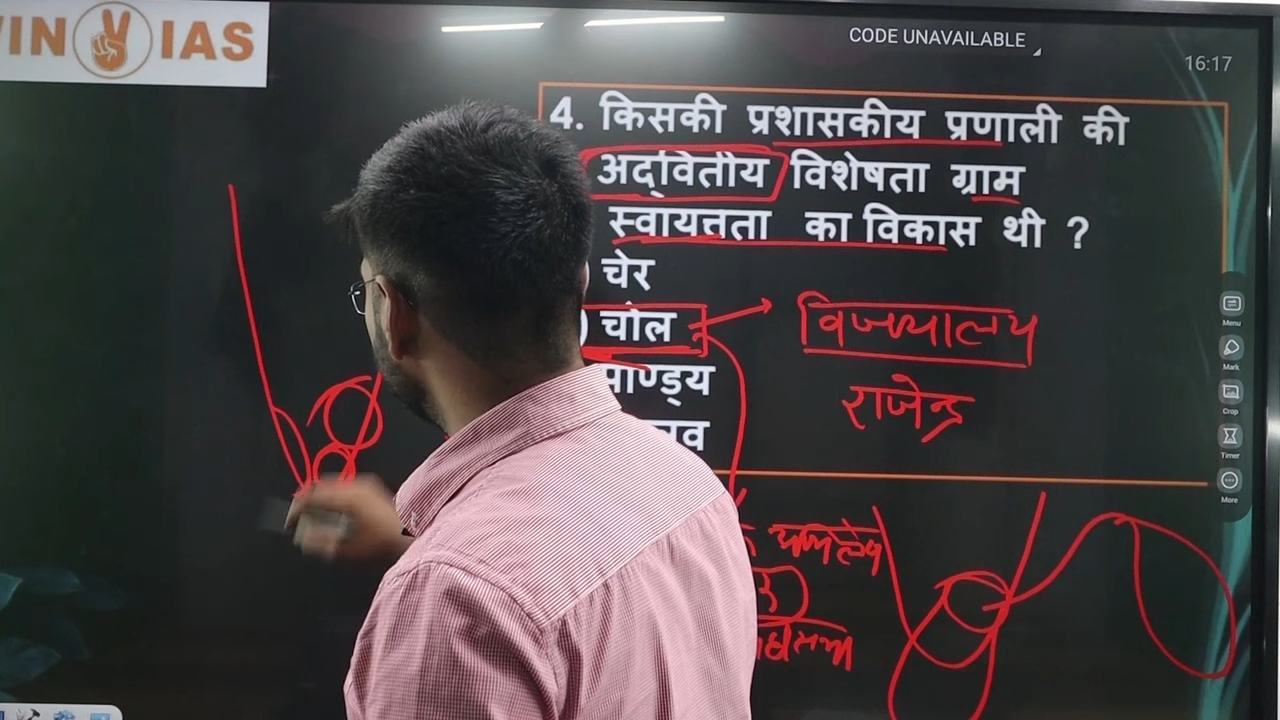 WIN IAS
CODE UNAVAILABLE
16:17
4. किसकी प्रशासकीय प्रणाली की
अद्वितीय विशेषता ग्राम
स्वायत्तता का विकास थी ?
) चेर
) चोल
विजयालय
पाण्ड्य
राजेन्द्र
Menu
Mark
Crop
Timer
More